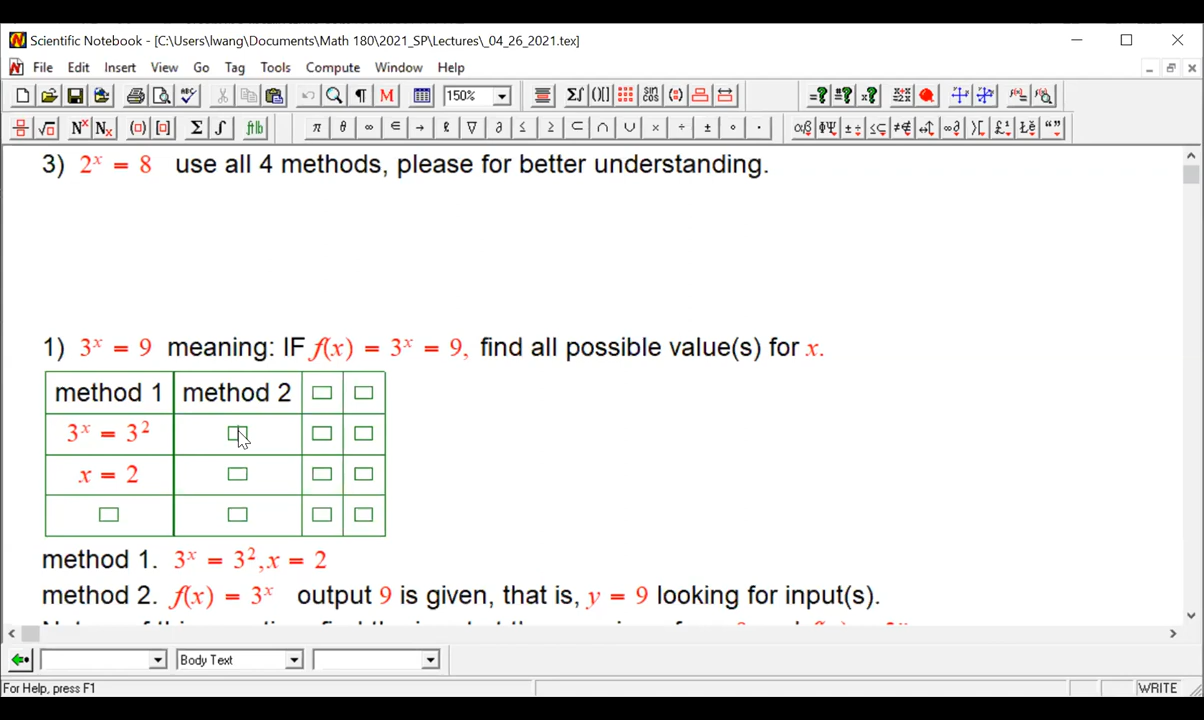 Scientific Notebook - [C:\Users\lwang\Documents\Math 180\2021_SP\Lectures\_04_26_2021.tex]
File Edit Insert View Go Tag Tools Compute Window Help
150%
3) 2^x = 8 use all 4 methods, please for better understanding.
1) 3^x = 9 meaning: IF f(x) = 3^x = 9, find all possible value(s) for x.
method 1 method 2
3^x = 3^2
x = 2
method 1. 3^x = 3^2, x = 2
method 2. f(x) = 3^x output 9 is given, that is, y = 9 looking for input(s).
Body Text
For Help, press F1
WRITE